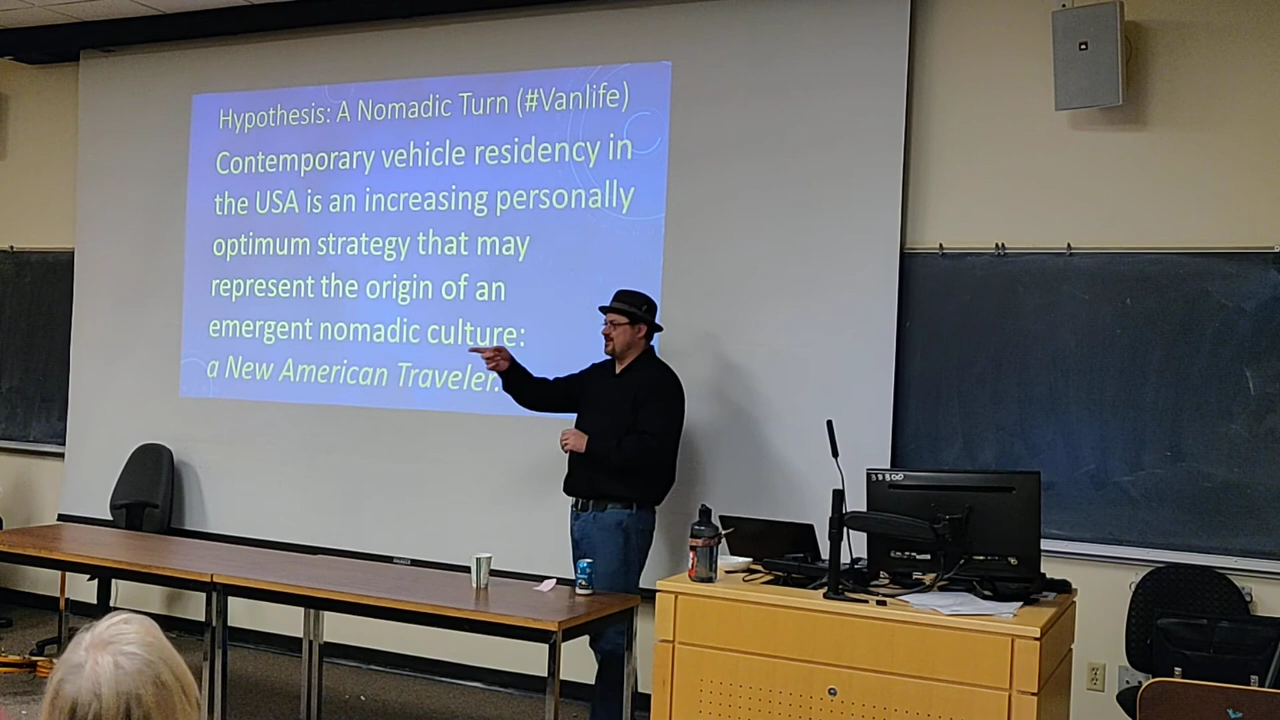 Hypothesis: A Nomadic Turn (#Vanlife)
Contemporary vehicle residency in
the USA is an increasing personally
optimum strategy that may
represent the origin of an
emergent nomadic culture:
a New American Traveler.